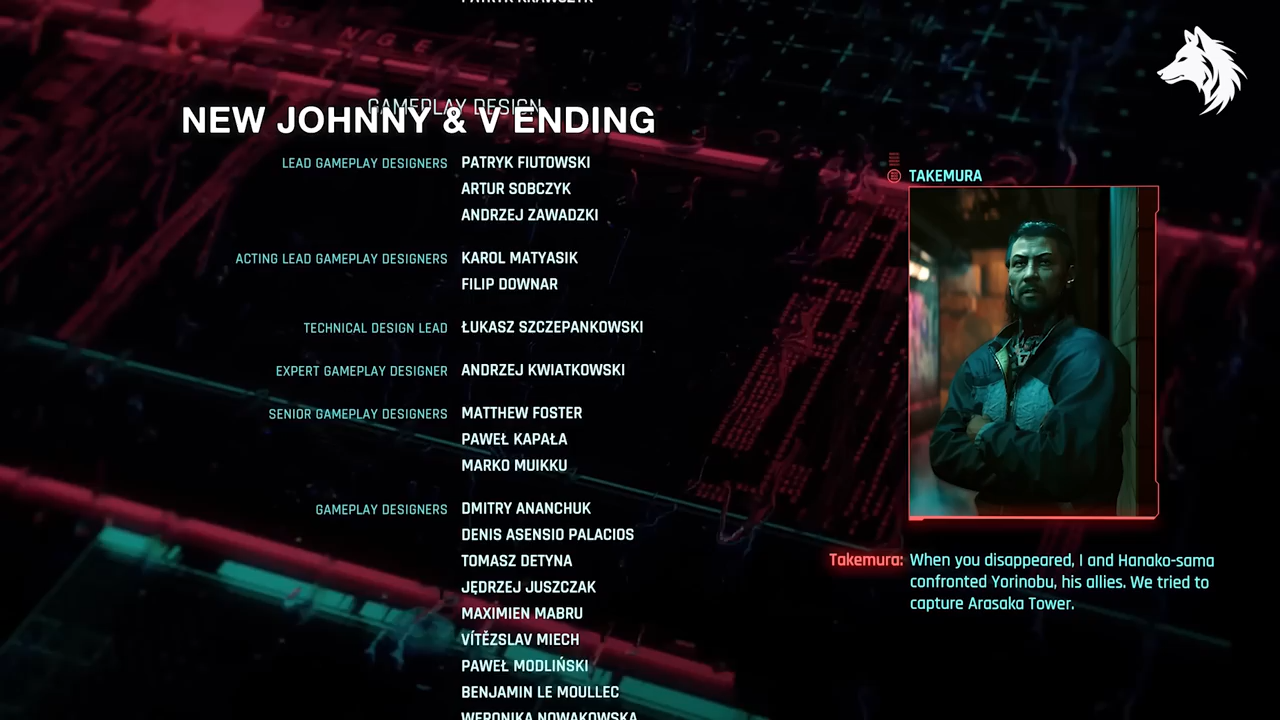 GAMEPLAY DESIGN
NEW JOHNNY & V ENDING
LEAD GAMEPLAY DESIGNERS PATRYK FIUTOWSKI
ARTUR SOBCZYK
ANDRZEJ ZAWADZKI
ACTING LEAD GAMEPLAY DESIGNERS KAROL MATYASIK
FILIP DOWNAR
TECHNICAL DESIGN LEAD ŁUKASZ SZCZEPANKOWSKI
EXPERT GAMEPLAY DESIGNER ANDRZEJ KWIATKOWSKI
SENIOR GAMEPLAY DESIGNERS MATTHEW FOSTER
PAWEŁ KAPAŁA
MARKO MUIKKU
GAMEPLAY DESIGNERS DMITRY ANANCHUK
DENIS ASENSIO PALACIOS
TOMASZ DETYNA
JĘDRZEJ JUSZCZAK
MAXIMIEN MABRU
VÍTĚZSLAV MIECH
PAWEŁ MODLIŃSKI
BENJAMIN LE MOULLEC
WERONIKA NOWAKOWSKA
TAKEMURA
Takemura: When you disappeared, I and Hanako-sama
confronted Yorinobu, his allies. We tried to
capture Arasaka Tower.